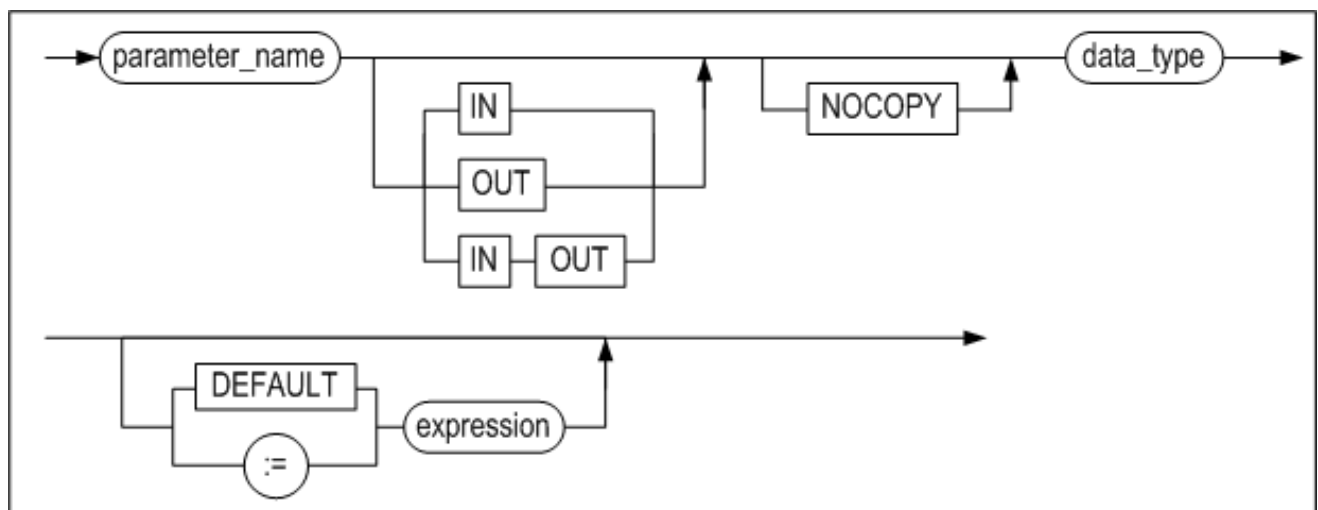 parameter_name data_type
IN NOCOPY
OUT
IN OUT
DEFAULT
expression
:=